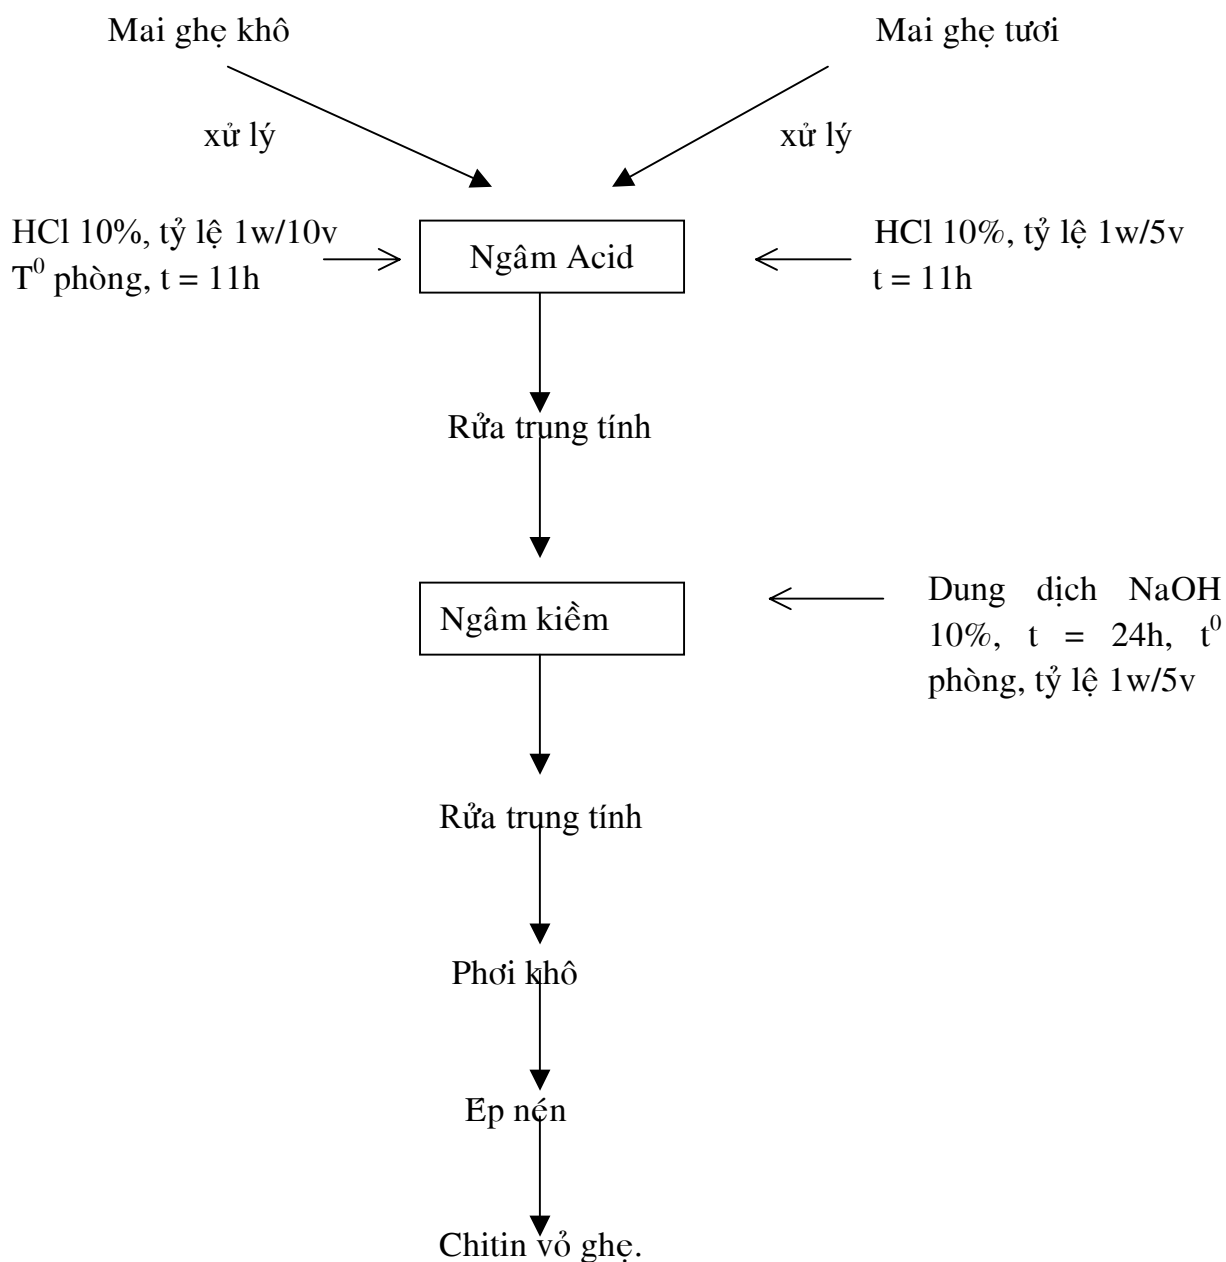 Mai ghẹ khô
Mai ghẹ tươi
xử lý
xử lý
HCl 10%, tỷ lệ 1w/10v
T⁰ phòng, t = 11h
Ngâm Acid
HCl 10%, tỷ lệ 1w/5v
t = 11h
Rửa trung tính
Ngâm kiềm
Dung dịch NaOH
10%, t = 24h, t⁰
phòng, tỷ lệ 1w/5v
Rửa trung tính
Phơi khô
Ép nén
Chitin vỏ ghẹ.